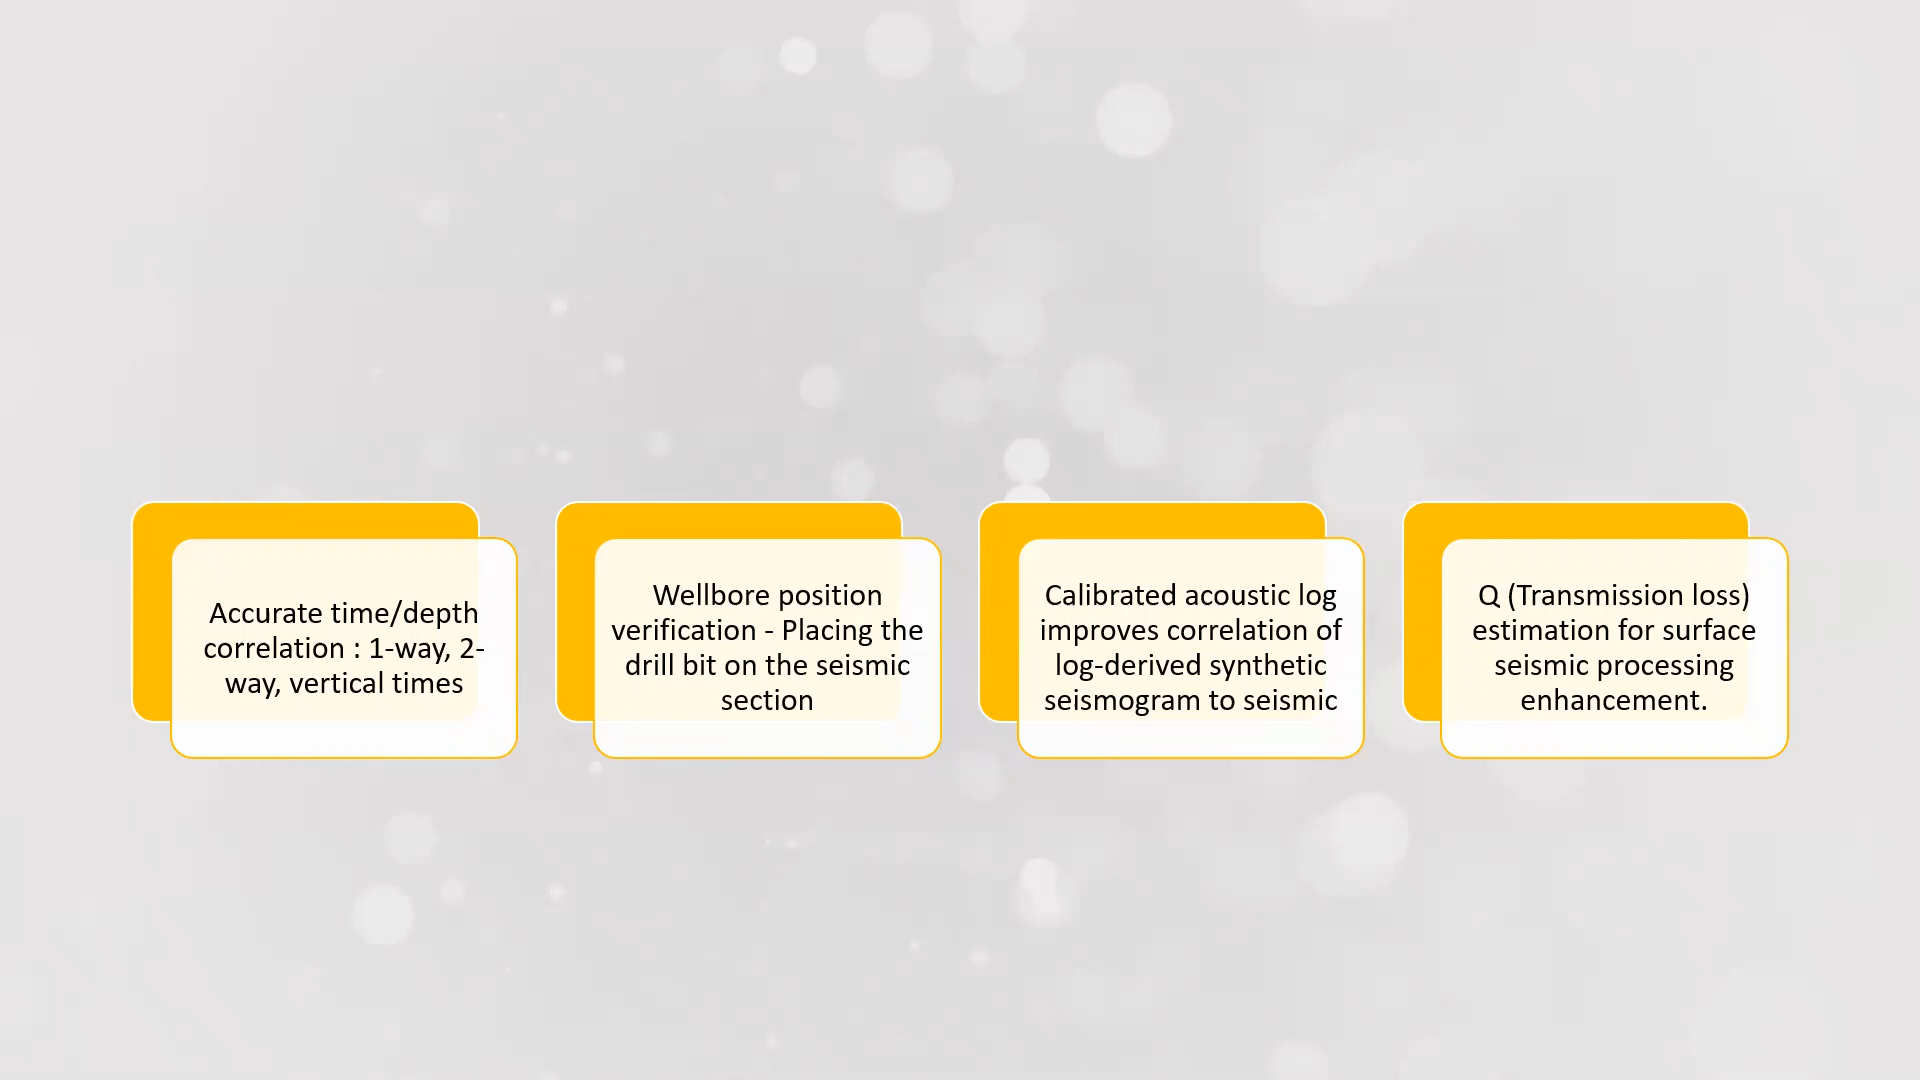 Accurate time/depth
correlation : 1-way, 2-
way, vertical times
Wellbore position
verification - Placing the
drill bit on the seismic
section
Calibrated acoustic log
improves correlation of
log-derived synthetic
seismogram to seismic
Q (Transmission loss)
estimation for surface
seismic processing
enhancement.